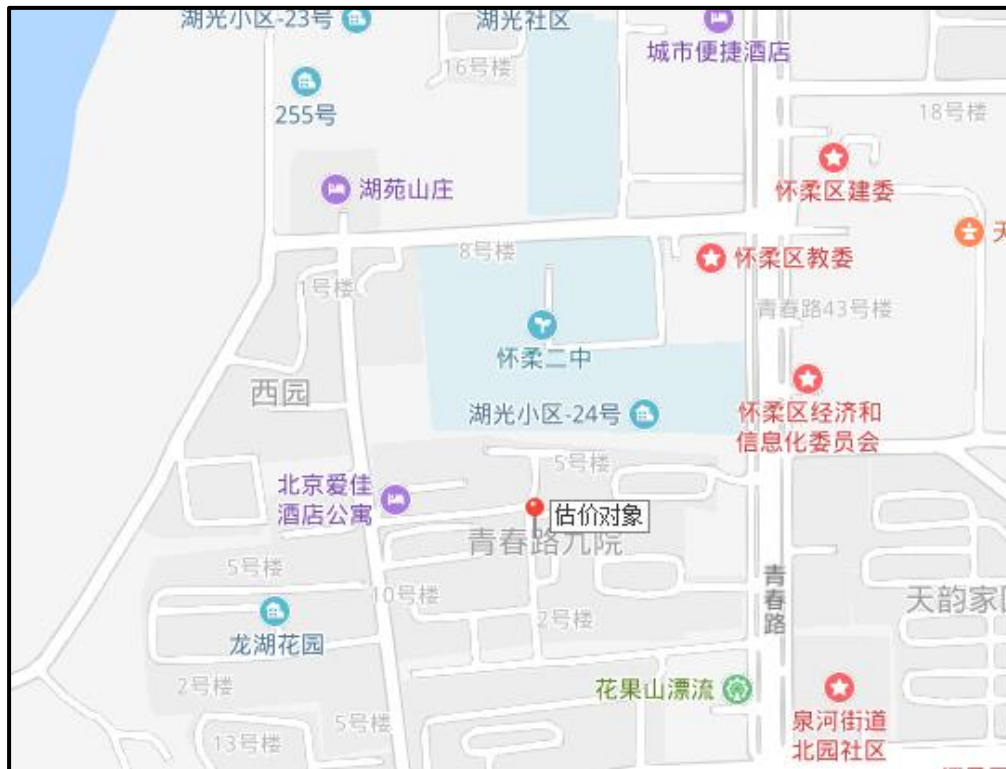 湖光小区-23号
湖光社区
城市便捷酒店
16号楼
255号
18号楼
怀柔区建委
湖苑山庄
天
8号楼
怀柔区教委
1号楼
青春路43号楼
怀柔二中
西园
湖光小区-24号
怀柔区经济和
信息化委员会
5号楼
北京爱佳
酒店公寓
估价对象
青春路九院
5号楼
10号楼
青春路
天韵家园
2号楼
龙湖花园
2号楼
花果山漂流
5号楼
13号楼
泉河街道
北园社区